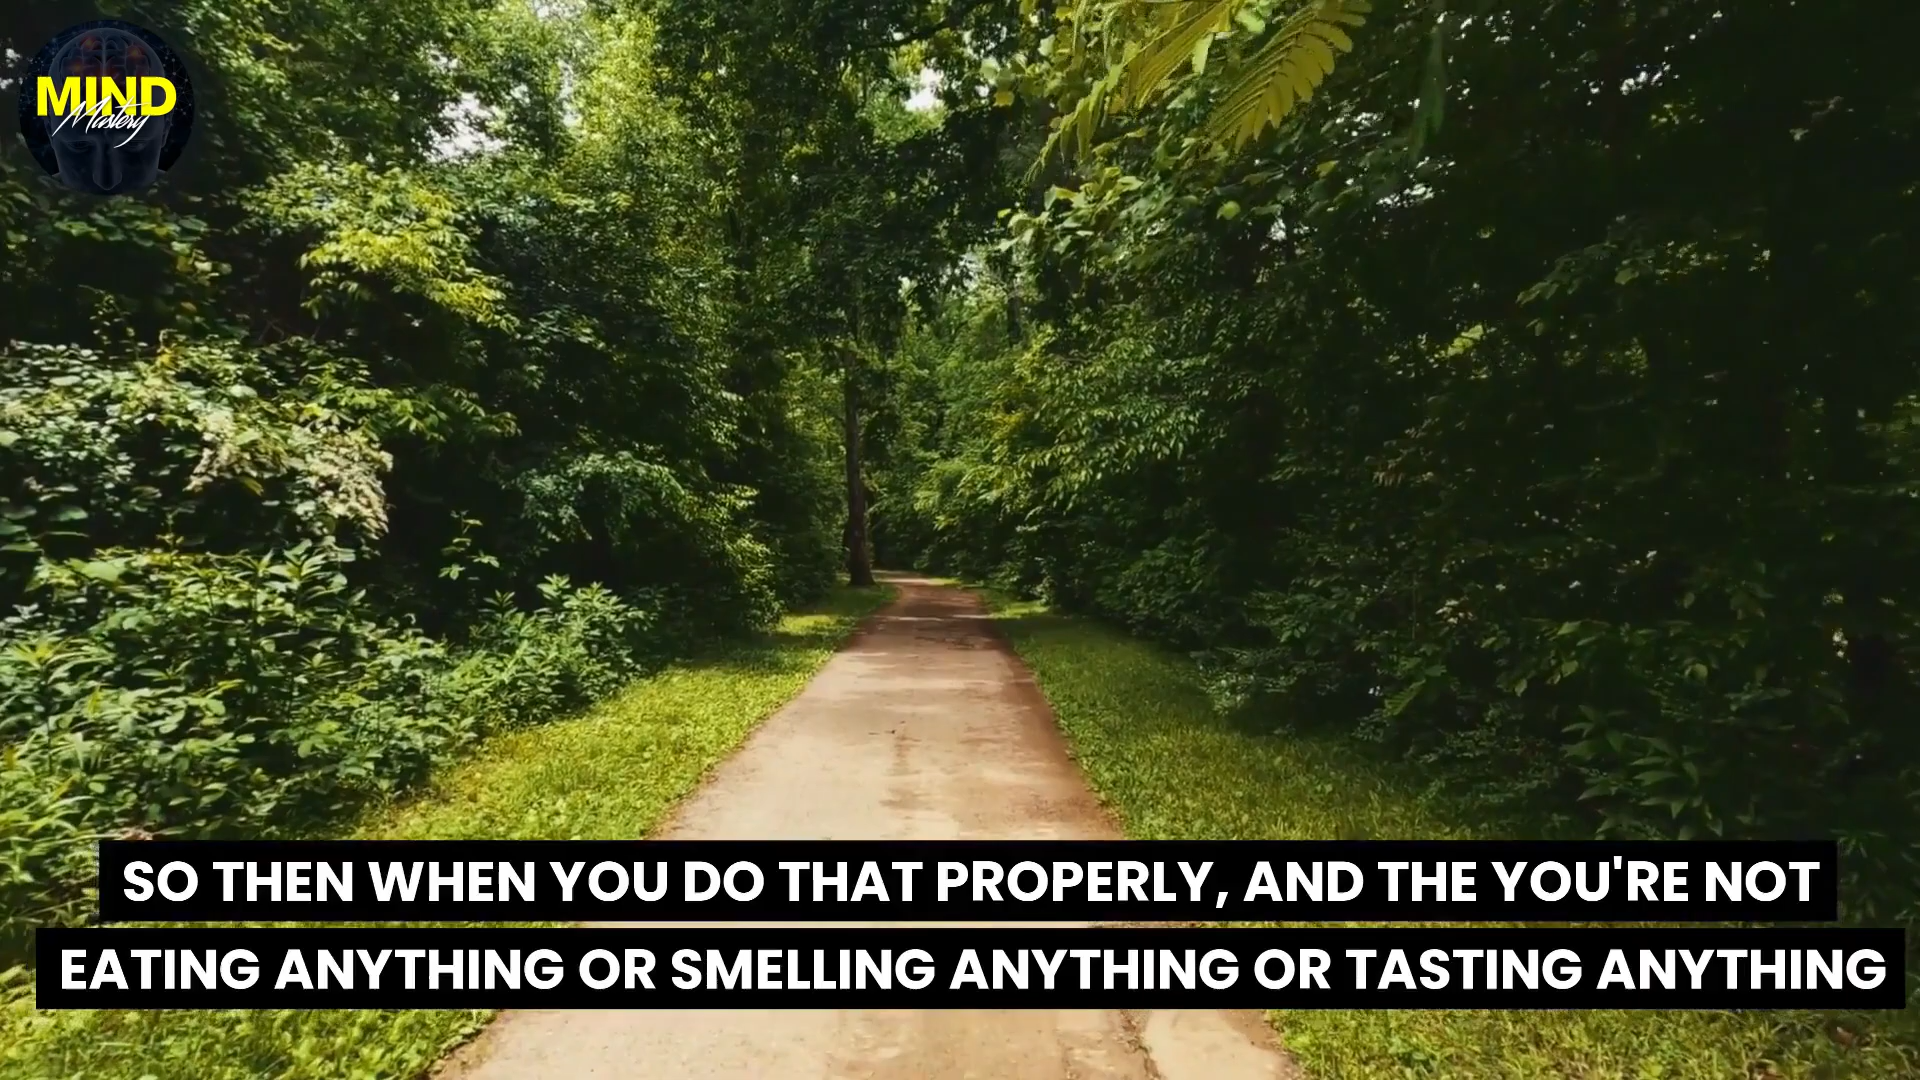 MIND
Mastery
SO THEN WHEN YOU DO THAT PROPERLY, AND THE YOU'RE NOT
EATING ANYTHING OR SMELLING ANYTHING OR TASTING ANYTHING